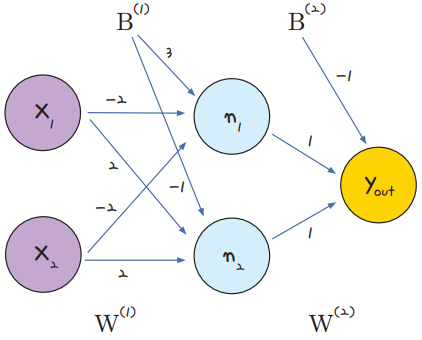 B⁽¹⁾ B⁽²⁾
3
-1
X₁ -2 n₁
2 1
y_out
-2 -1
1
X₂ 2 n₂
W⁽¹⁾ W⁽²⁾